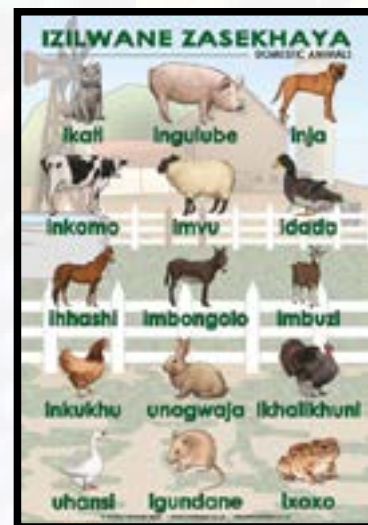 IZILWANE ZASEKHAYA
DOMESTIC ANIMALS
ikati ingulube inja
inkomo imvu idada
ihhashi imbongolo imbuzi
inkukhu unogwaja ikhalikhuni
uhansi igundane ixoxo